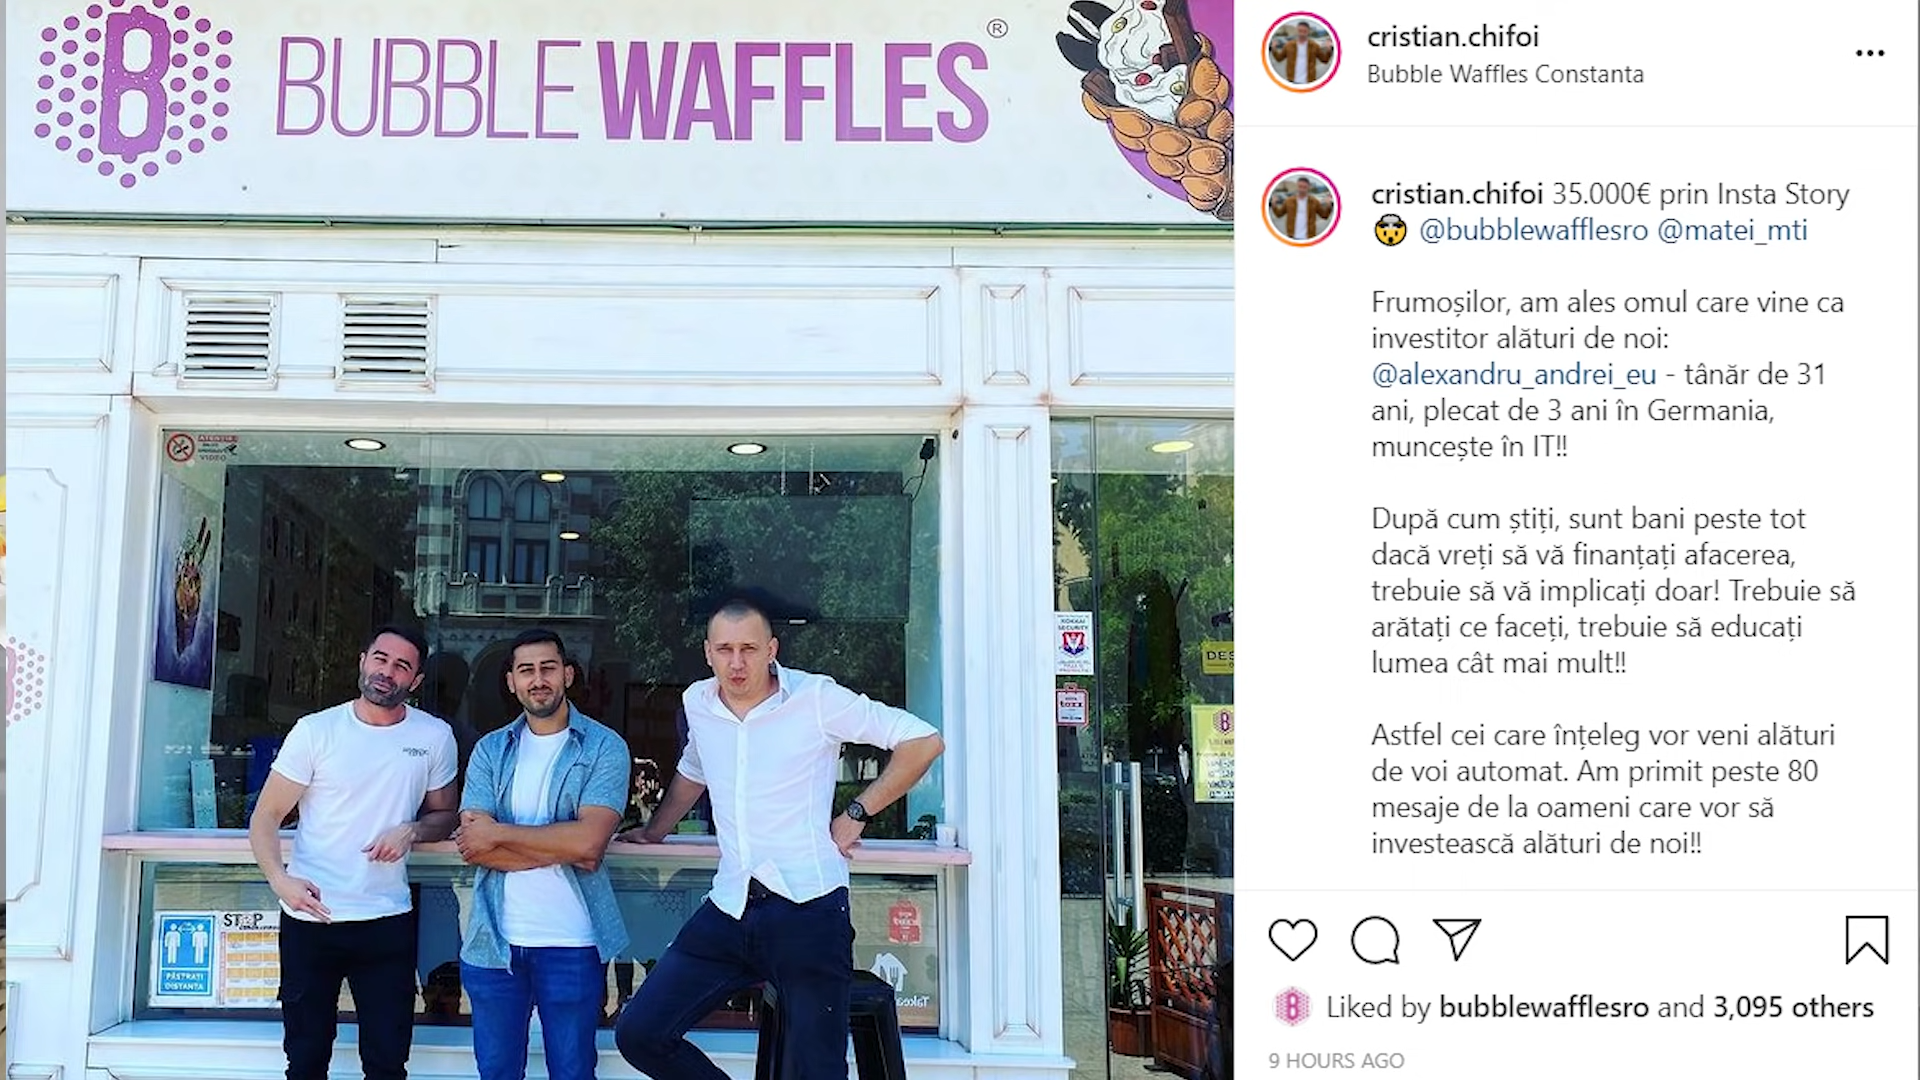 B
BUBBLE WAFFLES ®
ATENȚIE!
VIDEO
KOKKAI
SECURITY
DES
B
STOP
PĂSTRAȚI
DISTANȚA
cristian.chifoi
Bubble Waffles Constanta
cristian.chifoi 35.000€ prin Insta Story
🤯 @bubblewafflesro @matei_mti
Frumoșilor, am ales omul care vine ca
investitor alături de noi:
@alexandru_andrei_eu - tânăr de 31
ani, plecat de 3 ani în Germania,
muncește în IT!!
După cum știți, sunt bani peste tot
dacă vreți să vă finanțați afacerea,
trebuie să vă implicați doar! Trebuie să
arătați ce faceți, trebuie să educați
lumea cât mai mult!!
Astfel cei care înțeleg vor veni alături
de voi automat. Am primit peste 80
mesaje de la oameni care vor să
investească alături de noi!!
Liked by bubblewafflesro and 3,095 others
9 HOURS AGO